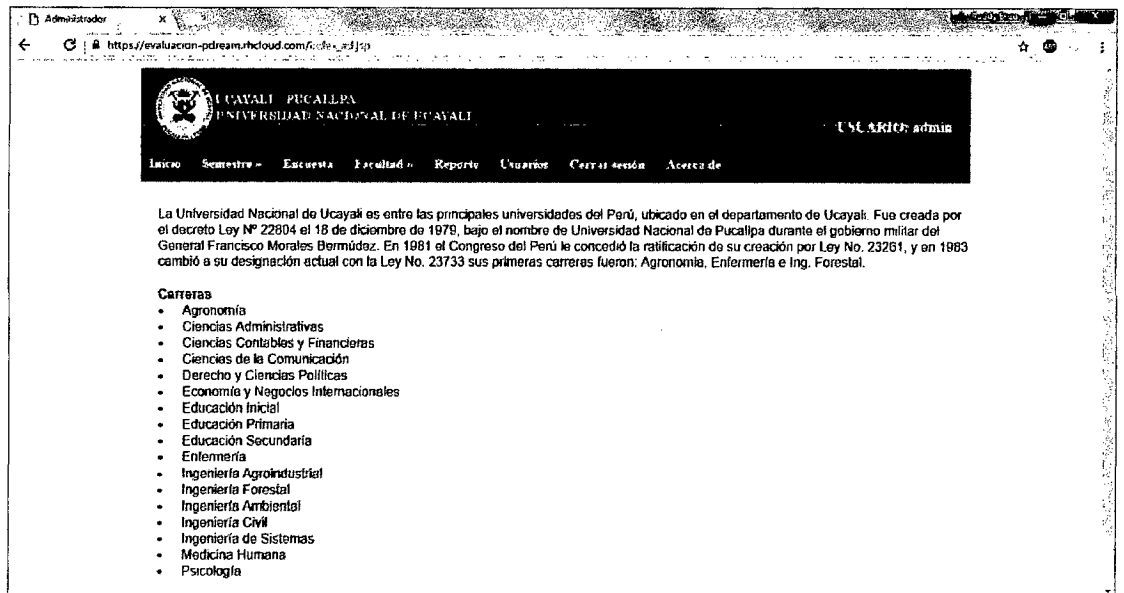 Administrador
https://evaluacion-pdream.rhcloud.com/
UCAYALI - PUCALLPA
UNIVERSIDAD NACIONAL DE UCAYALI
USUARIO: admin
Inicio Semestre » Encuesta Facultad » Reporte Usuarios Cerrar sesión Acerca de
La Universidad Nacional de Ucayali es entre las principales universidades del Perú, ubicado en el departamento de Ucayali. Fue creada por
el decreto Ley Nº 22804 el 18 de diciembre de 1979, bajo el nombre de Universidad Nacional de Pucallpa durante el gobierno militar del
General Francisco Morales Bermúdez. En 1981 el Congreso del Perú le concedió la ratificación de su creación por Ley No. 23261, y en 1983
cambió a su designación actual con la Ley No. 23733 sus primeras carreras fueron: Agronomía, Enfermería e Ing. Forestal.
Carreras
• Agronomía
• Ciencias Administrativas
• Ciencias Contables y Financieras
• Ciencias de la Comunicación
• Derecho y Ciencias Políticas
• Economía y Negocios Internacionales
• Educación Inicial
• Educación Primaria
• Educación Secundaria
• Enfermería
• Ingeniería Agroindustrial
• Ingeniería Forestal
• Ingeniería Ambiental
• Ingeniería Civil
• Ingeniería de Sistemas
• Medicina Humana
• Psicología